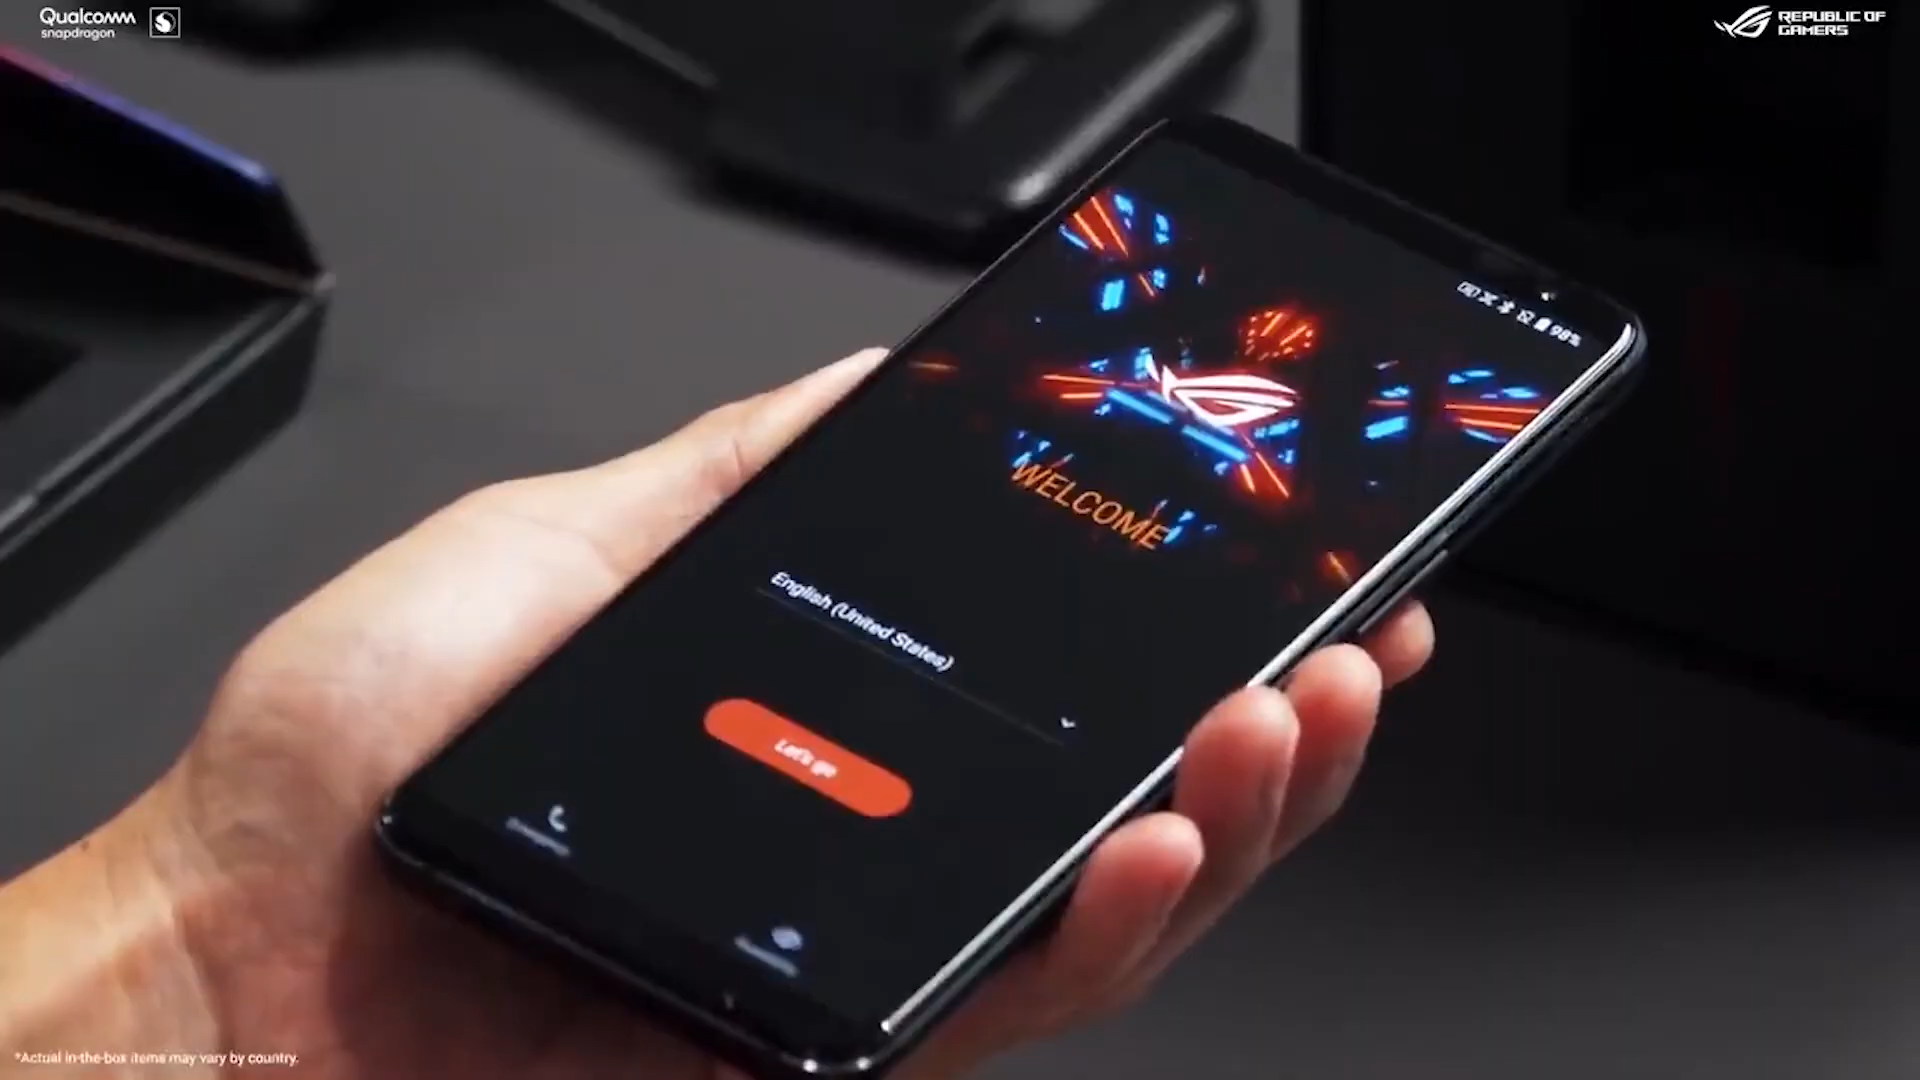 Qualcomm
snapdragon
REPUBLIC OF
GAMERS
98%
WELCOME
English (United States)
Let's go
*Actual in-the-box items may vary by country.